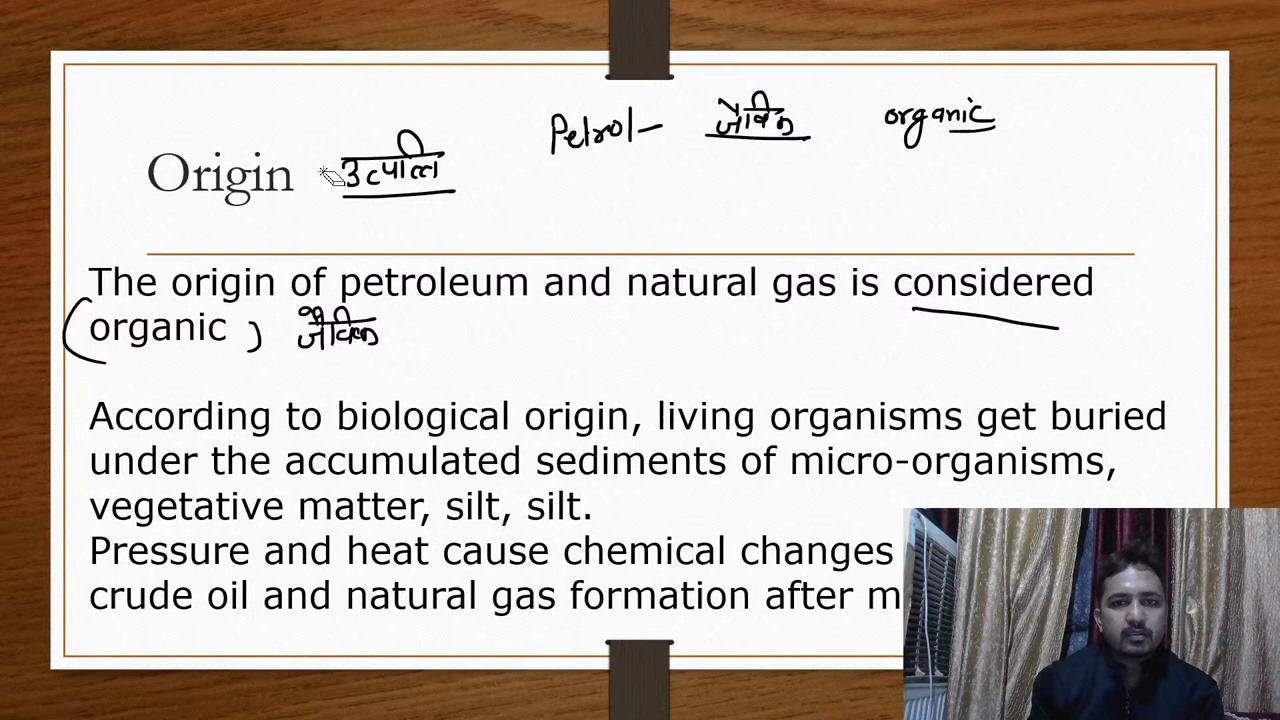 Petrol – जैविक organic
Origin उत्पत्ति
The origin of petroleum and natural gas is considered
organic जैविक
According to biological origin, living organisms get buried
under the accumulated sediments of micro-organisms,
vegetative matter, silt, silt.
Pressure and heat cause chemical changes
crude oil and natural gas formation after m